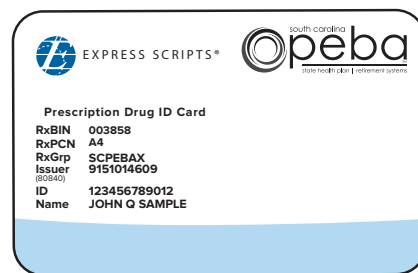 EXPRESS SCRIPTS®
south carolina
peba
state health plan | retirement systems
Prescription Drug ID Card
RxBIN 003858
RxPCN A4
RxGrp SCPEBAX
Issuer 9151014609
(80840)
ID 123456789012
Name JOHN Q SAMPLE